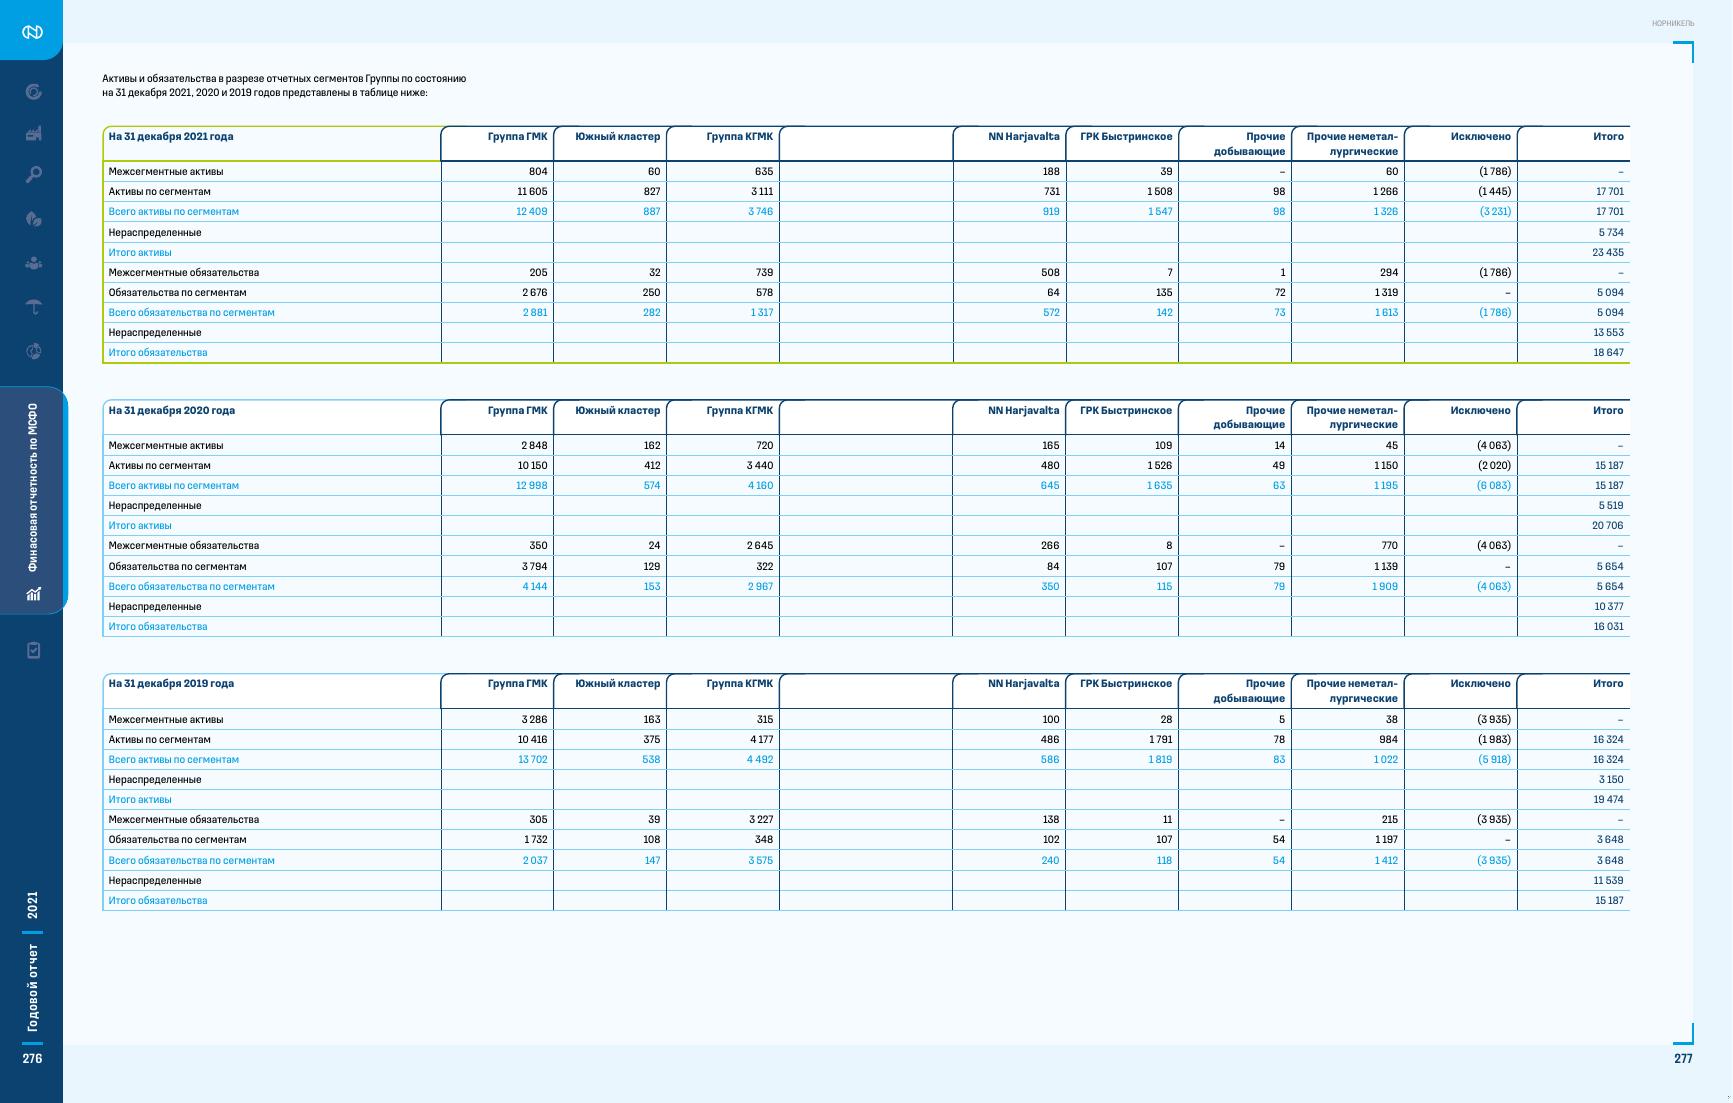 НОРНИКЕЛЬ
Активы и обязательства в разрезе отчетных сегментов Группы по состоянию
на 31 декабря 2021, 2020 и 2019 годов представлены в таблице ниже:
На 31 декабря 2021 года Группа ГМК Южный кластер Группа КГМК NN Harjavalta ГРК Быстринское Прочие добывающие Прочие неметал-лургические Исключено Итого
Межсегментные активы 804 60 635 188 39 – 60 (1 786) –
Активы по сегментам 11 605 827 3 111 731 1 508 98 1 266 (1 445) 17 701
Всего активы по сегментам 12 409 887 3 746 919 1 547 98 1 326 (3 231) 17 701
Нераспределенные 5 734
Итого активы 23 435
Межсегментные обязательства 205 32 739 508 7 1 294 (1 786) –
Обязательства по сегментам 2 676 250 578 64 135 72 1 319 – 5 094
Всего обязательства по сегментам 2 881 282 1 317 572 142 73 1 613 (1 786) 5 094
Нераспределенные 13 553
Итого обязательства 18 647
На 31 декабря 2020 года Группа ГМК Южный кластер Группа КГМК NN Harjavalta ГРК Быстринское Прочие добывающие Прочие неметал-лургические Исключено Итого
Межсегментные активы 2 848 162 720 165 109 14 45 (4 063) –
Активы по сегментам 10 150 412 3 440 480 1 526 49 1 150 (2 020) 15 187
Всего активы по сегментам 12 998 574 4 160 645 1 635 63 1 195 (6 083) 15 187
Нераспределенные 5 519
Итого активы 20 706
Межсегментные обязательства 350 24 2 645 266 8 – 770 (4 063) –
Обязательства по сегментам 3 794 129 322 84 107 79 1 139 – 5 654
Всего обязательства по сегментам 4 144 153 2 967 350 115 79 1 909 (4 063) 5 654
Нераспределенные 10 377
Итого обязательства 16 031
На 31 декабря 2019 года Группа ГМК Южный кластер Группа КГМК NN Harjavalta ГРК Быстринское Прочие добывающие Прочие неметал-лургические Исключено Итого
Межсегментные активы 3 286 163 315 100 28 5 38 (3 935) –
Активы по сегментам 10 416 375 4 177 486 1 791 78 984 (1 983) 16 324
Всего активы по сегментам 13 702 538 4 492 586 1 819 83 1 022 (5 918) 16 324
Нераспределенные 3 150
Итого активы 19 474
Межсегментные обязательства 305 39 3 227 138 11 – 215 (3 935) –
Обязательства по сегментам 1 732 108 348 102 107 54 1 197 – 3 648
Всего обязательства по сегментам 2 037 147 3 575 240 118 54 1 412 (3 935) 3 648
Нераспределенные 11 539
Итого обязательства 15 187
Финансовая отчетность по МСФО
Годовой отчет 2021
276
277